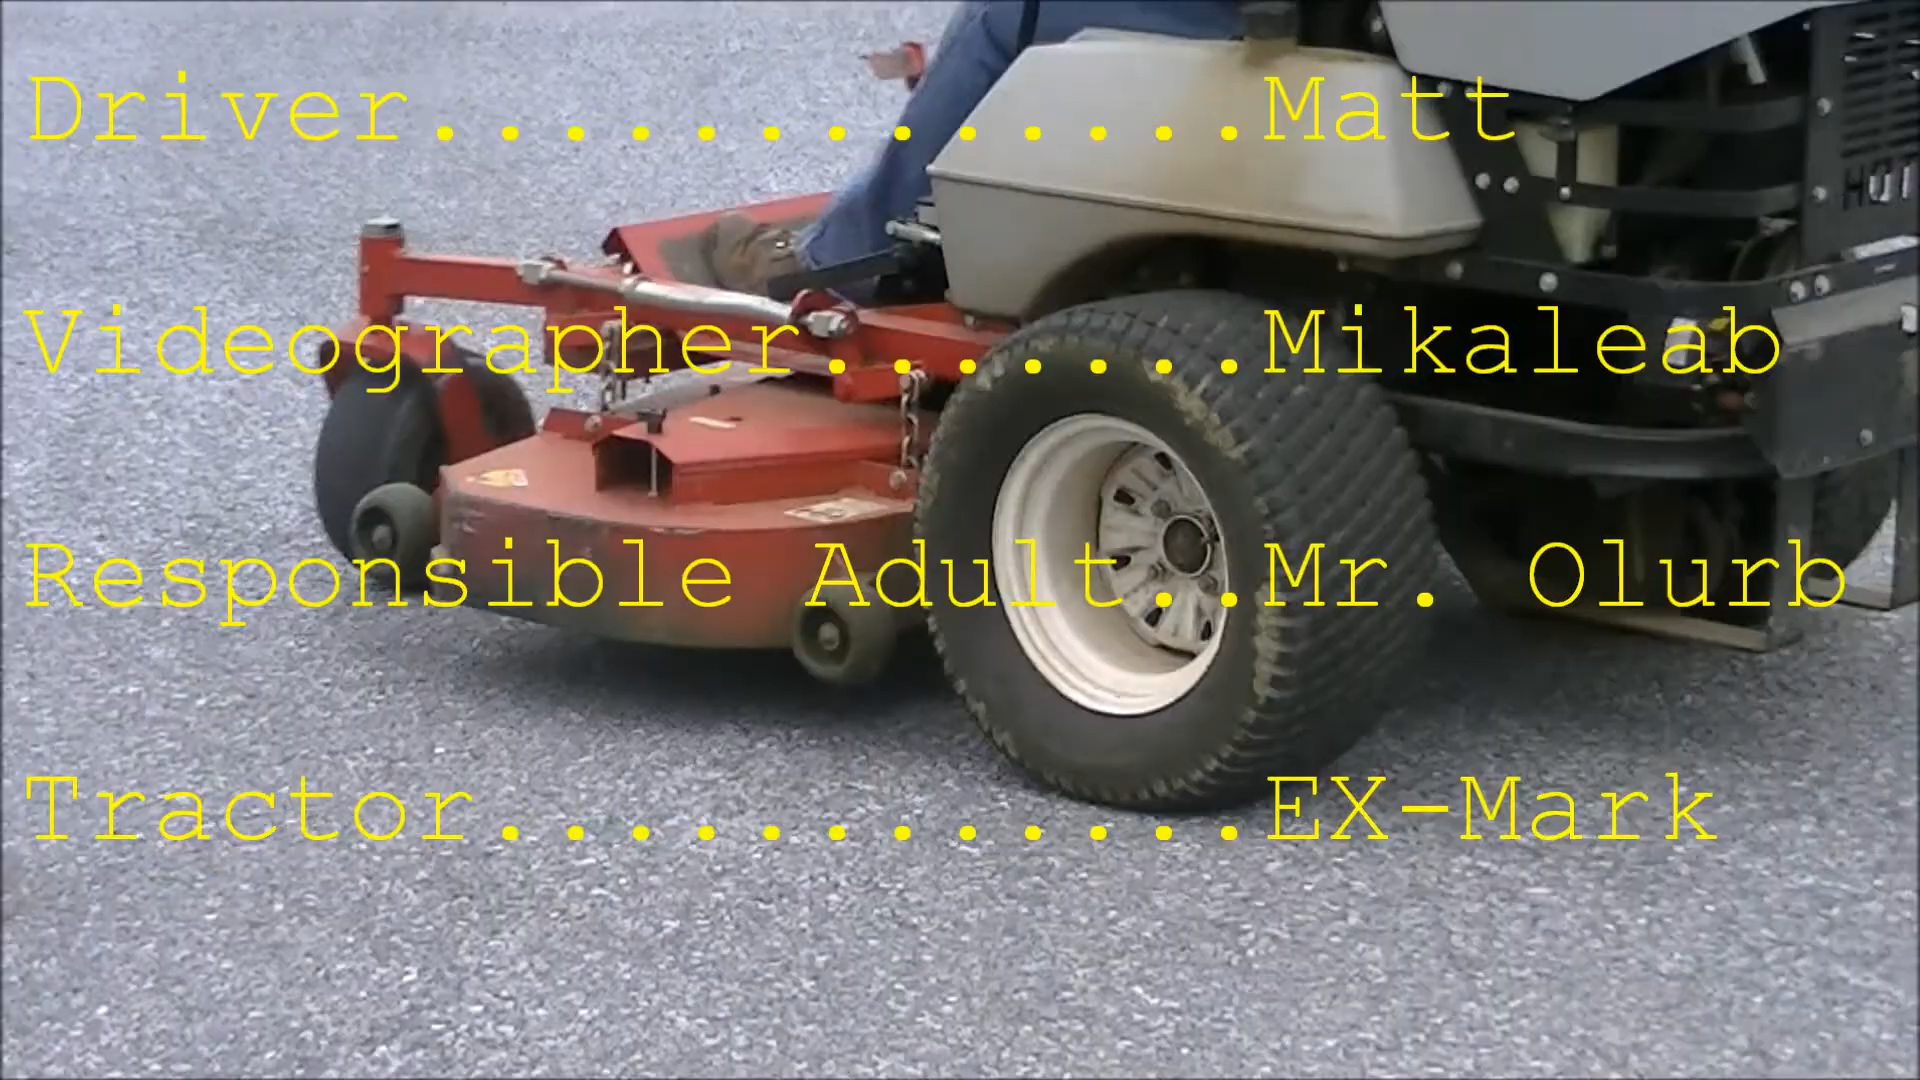 Driver.............Matt
Videographer.......Mikaleab
Responsible Adult..Mr. Olurb
Tractor............EX-Mark